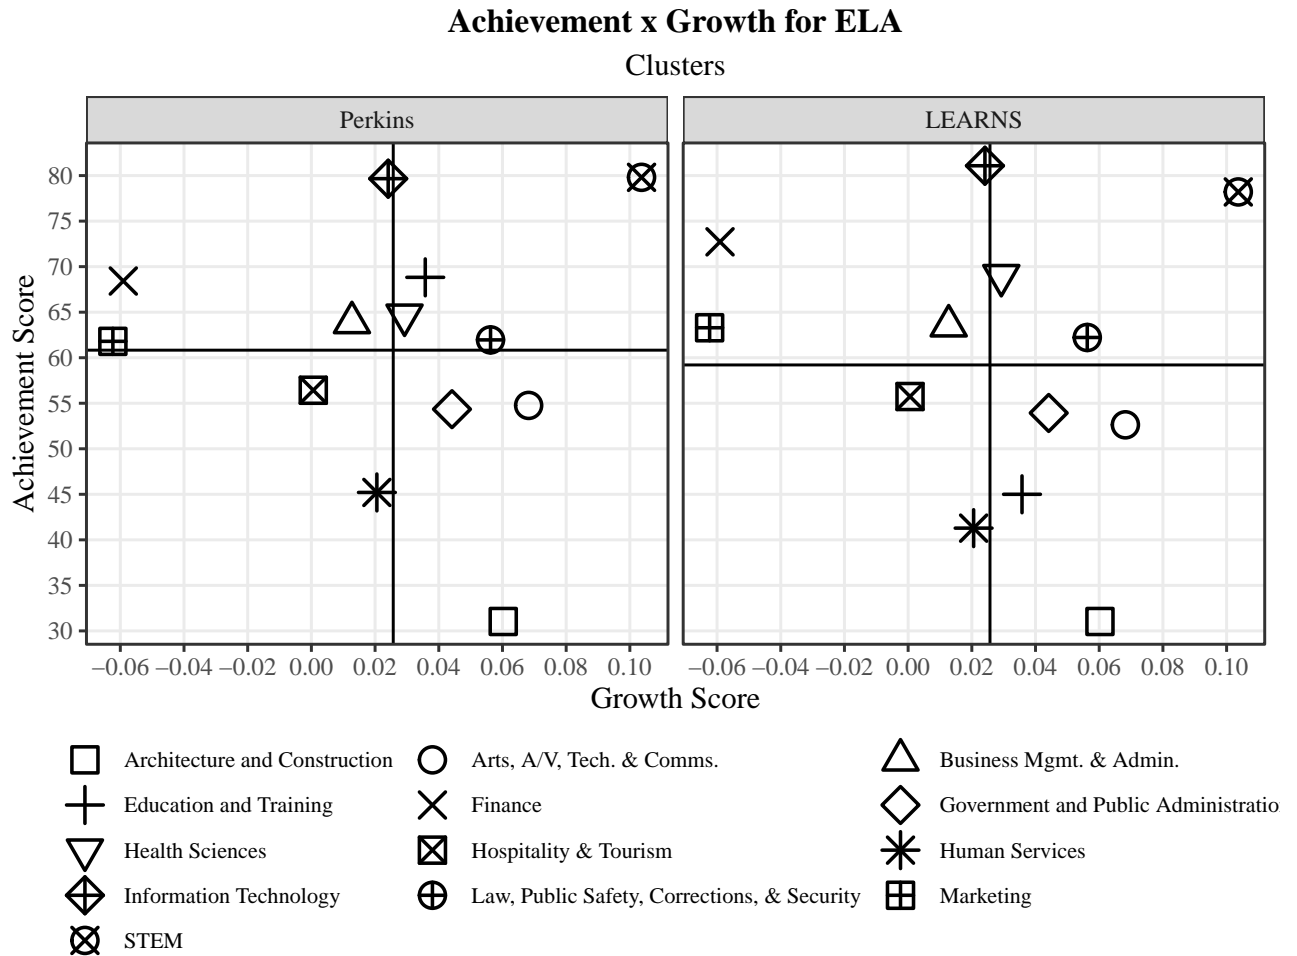 Achievement x Growth for ELA
Clusters
Perkins
LEARNS
Achievement Score
80
75
70
65
60
55
50
45
40
35
30
−0.06 −0.04 −0.02 0.00 0.02 0.04 0.06 0.08 0.10
−0.06 −0.04 −0.02 0.00 0.02 0.04 0.06 0.08 0.10
Growth Score
Architecture and Construction
Arts, A/V, Tech. & Comms.
Business Mgmt. & Admin.
Education and Training
Finance
Government and Public Administratio
Health Sciences
Hospitality & Tourism
Human Services
Information Technology
Law, Public Safety, Corrections, & Security
Marketing
STEM